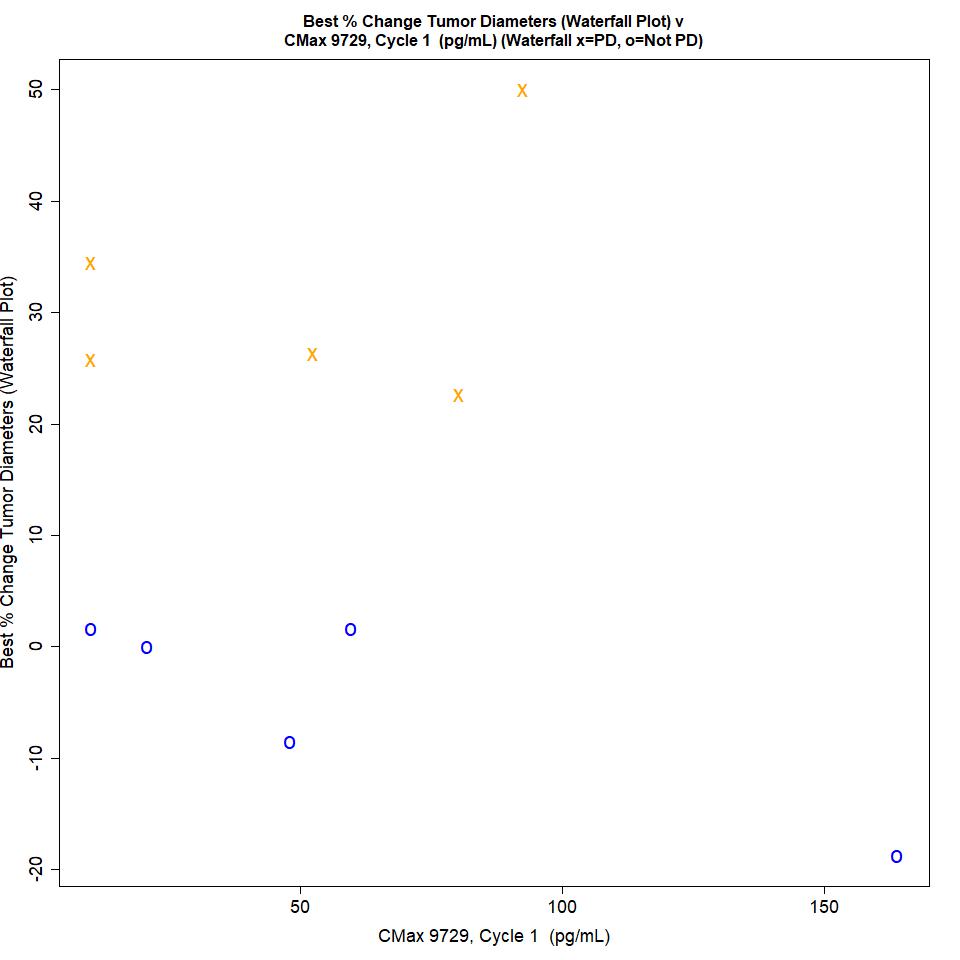 Best % Change Tumor Diameters (Waterfall Plot) v
CMax 9729, Cycle 1 (pg/mL) (Waterfall x=PD, o=Not PD)
Best % Change Tumor Diameters (Waterfall Plot)
50
40
30
20
10
0
-10
-20
X
X
X
X
X
O
O
O
O
O
50
100
150
CMax 9729, Cycle 1 (pg/mL)